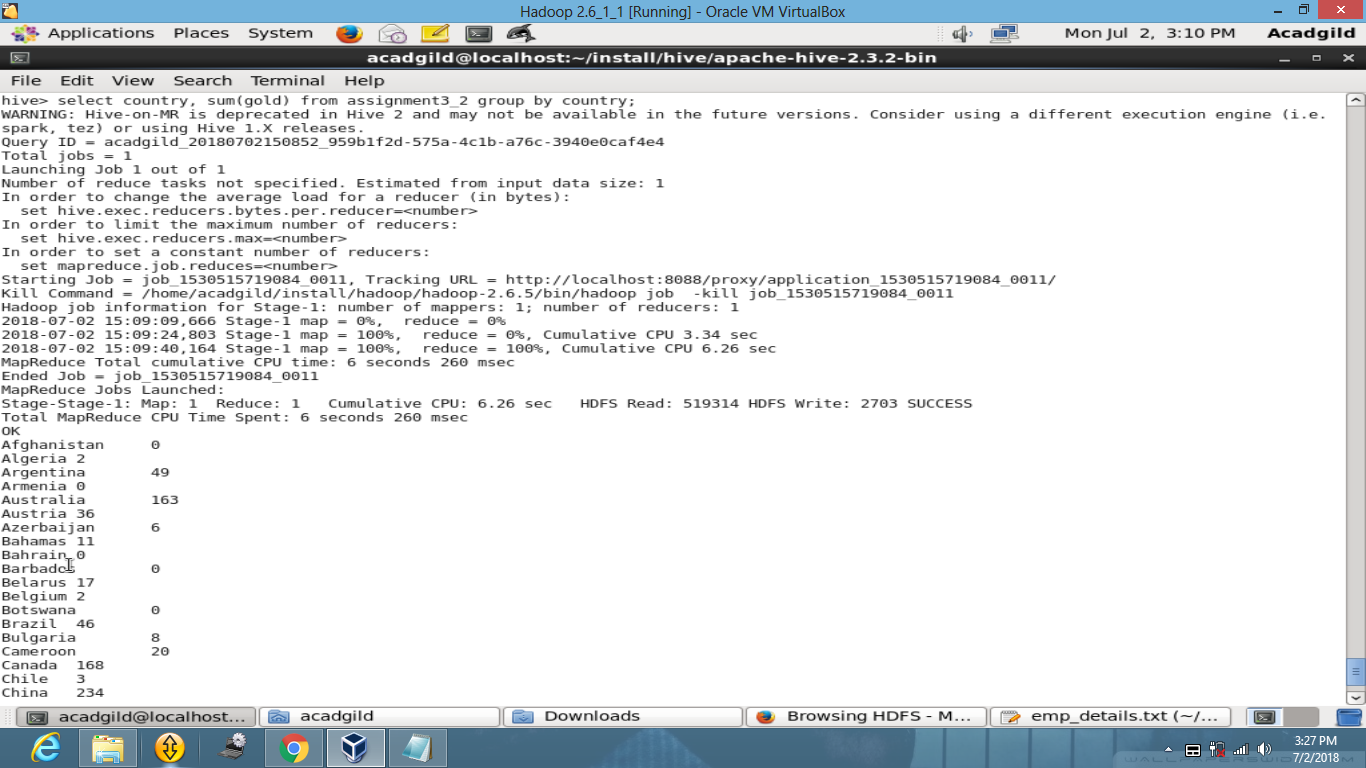 Hadoop 2.6_1_1 [Running] - Oracle VM VirtualBox
Applications Places System Mon Jul 2, 3:10 PM Acadgild
acadgild@localhost:~/install/hive/apache-hive-2.3.2-bin
File Edit View Search Terminal Help
hive> select country, sum(gold) from assignment3_2 group by country;
WARNING: Hive-on-MR is deprecated in Hive 2 and may not be available in the future versions. Consider using a different execution engine (i.e.
spark, tez) or using Hive 1.X releases.
Query ID = acadgild_20180702150852_959b1f2d-575a-4c1b-a76c-3940e0caf4e4
Total jobs = 1
Launching Job 1 out of 1
Number of reduce tasks not specified. Estimated from input data size: 1
In order to change the average load for a reducer (in bytes):
  set hive.exec.reducers.bytes.per.reducer=<number>
In order to limit the maximum number of reducers:
  set hive.exec.reducers.max=<number>
In order to set a constant number of reducers:
  set mapreduce.job.reduces=<number>
Starting Job = job_1530515719084_0011, Tracking URL = http://localhost:8088/proxy/application_1530515719084_0011/
Kill Command = /home/acadgild/install/hadoop/hadoop-2.6.5/bin/hadoop job  -kill job_1530515719084_0011
Hadoop job information for Stage-1: number of mappers: 1; number of reducers: 1
2018-07-02 15:09:09,666 Stage-1 map = 0%,  reduce = 0%
2018-07-02 15:09:24,803 Stage-1 map = 100%,  reduce = 0%, Cumulative CPU 3.34 sec
2018-07-02 15:09:40,164 Stage-1 map = 100%,  reduce = 100%, Cumulative CPU 6.26 sec
MapReduce Total cumulative CPU time: 6 seconds 260 msec
Ended Job = job_1530515719084_0011
MapReduce Jobs Launched:
Stage-Stage-1: Map: 1  Reduce: 1   Cumulative CPU: 6.26 sec   HDFS Read: 519314 HDFS Write: 2703 SUCCESS
Total MapReduce CPU Time Spent: 6 seconds 260 msec
OK
Afghanistan 0
Algeria 2
Argentina 49
Armenia 0
Australia 163
Austria 36
Azerbaijan 6
Bahamas 11
Bahrain 0
Barbados 0
Belarus 17
Belgium 2
Botswana 0
Brazil 46
Bulgaria 8
Cameroon 20
Canada 168
Chile 3
China 234
acadgild@localhost:... acadgild Downloads Browsing HDFS - M... emp_details.txt (~/...
3:27 PM
7/2/2018